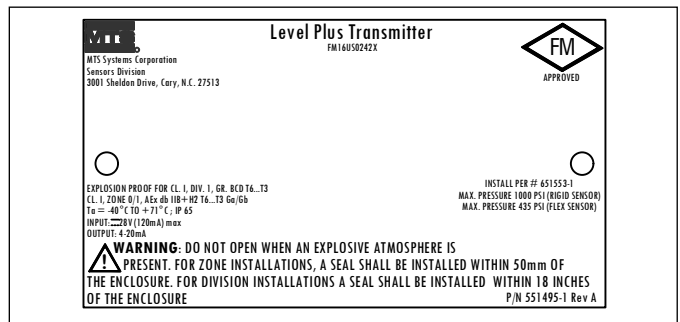 MTS
Level Plus Transmitter
FM16US0242X
MTS Systems Corporation
Sensors Division
3001 Sheldon Drive, Cary, N.C. 27513
FM
APPROVED
EXPLOSION PROOF FOR CL. I, DIV. 1, GR. BCD T6...T3
CL. I, ZONE 0/1, AEx db IIB+H2 T6...T3 Ga/Gb
Ta = -40°C TO +71°C ; IP 65
INPUT: ⎓28V (120mA) max
OUTPUT: 4-20mA
INSTALL PER # 651553-1
MAX. PRESSURE 1000 PSI (RIGID SENSOR)
MAX. PRESSURE 435 PSI (FLEX SENSOR)
WARNING: DO NOT OPEN WHEN AN EXPLOSIVE ATMOSPHERE IS
PRESENT. FOR ZONE INSTALLATIONS, A SEAL SHALL BE INSTALLED WITHIN 50mm OF
THE ENCLOSURE. FOR DIVISION INSTALLATIONS A SEAL SHALL BE INSTALLED WITHIN 18 INCHES
OF THE ENCLOSURE
P/N 551495-1 Rev A